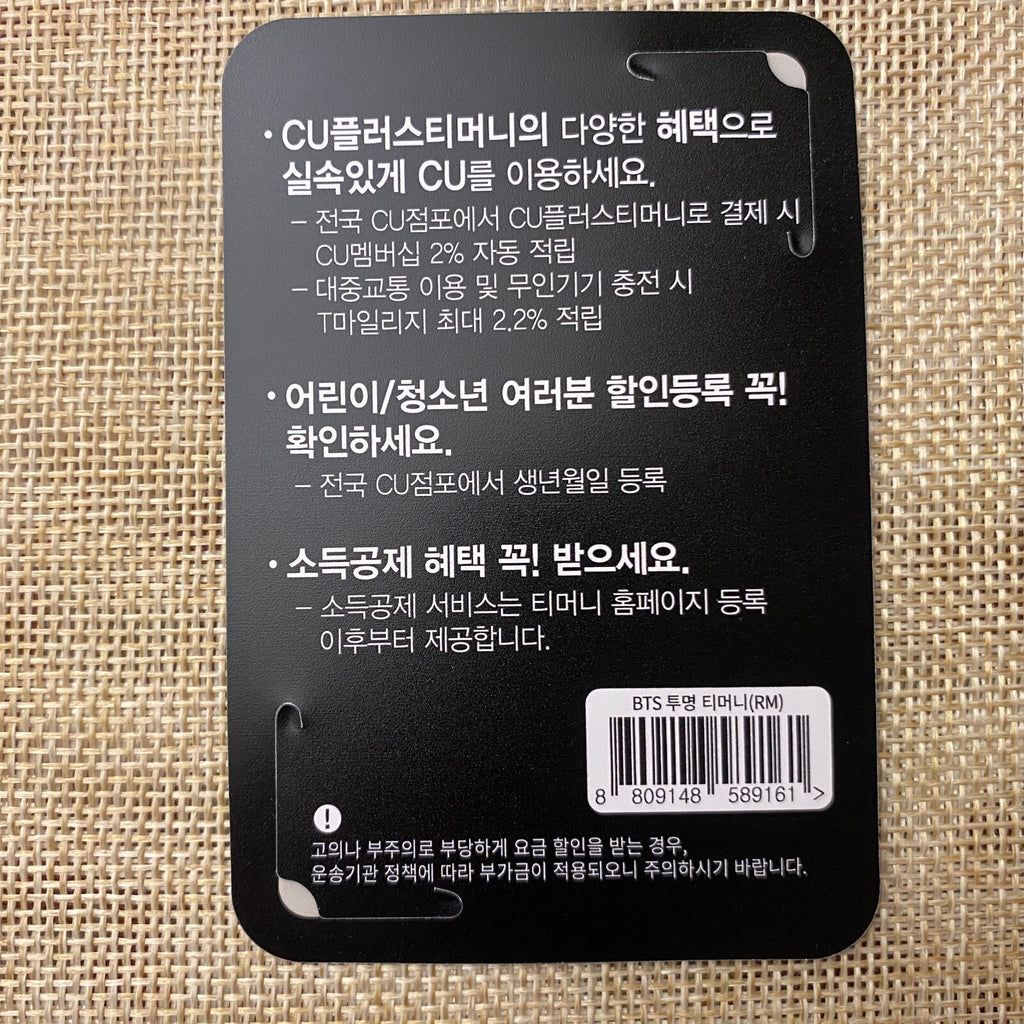 • CU플러스티머니의 다양한 혜택으로
실속있게 CU를 이용하세요.
– 전국 CU점포에서 CU플러스티머니로 결제 시
CU멤버십 2% 자동 적립
– 대중교통 이용 및 무인기기 충전 시
T마일리지 최대 2.2% 적립
• 어린이/청소년 여러분 할인등록 꼭!
확인하세요.
– 전국 CU점포에서 생년월일 등록
• 소득공제 혜택 꼭! 받으세요.
– 소득공제 서비스는 티머니 홈페이지 등록
이후부터 제공합니다.
BTS 투명 티머니(RM)
8 809148 589161 >
!
고의나 부주의로 부당하게 요금 할인을 받는 경우,
운송기관 정책에 따라 부가금이 적용되오니 주의하시기 바랍니다.